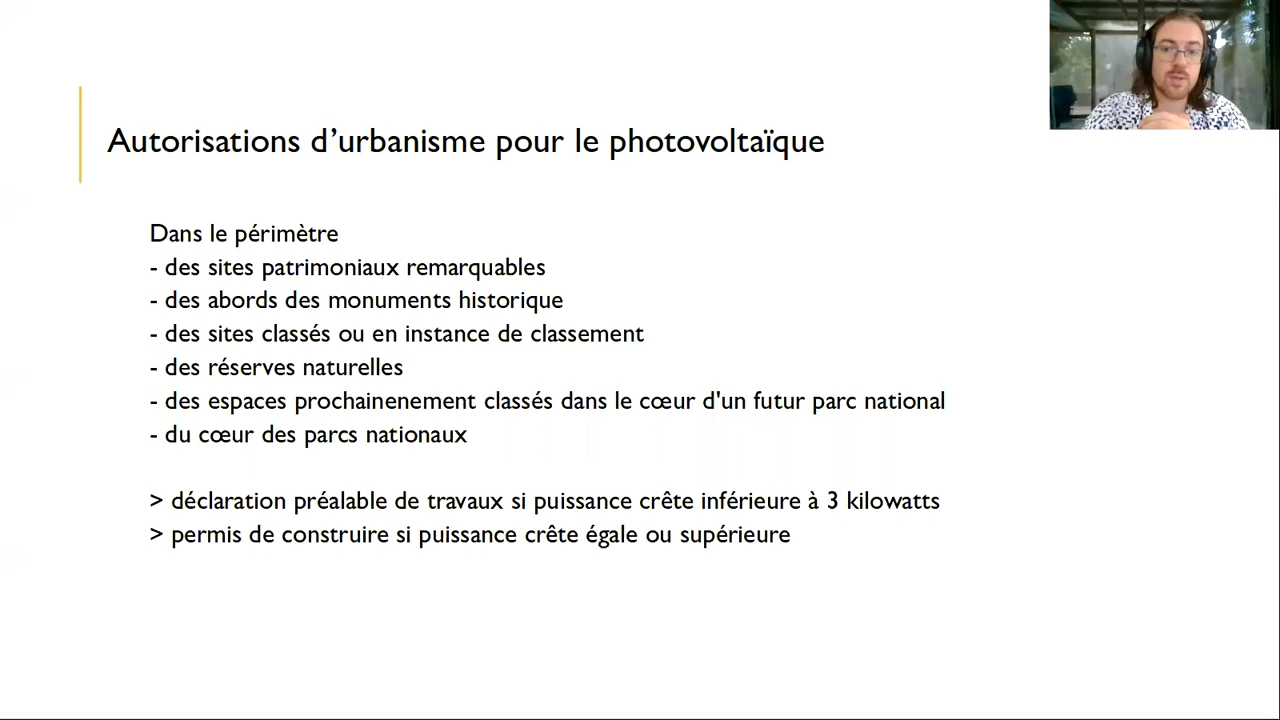 Autorisations d’urbanisme pour le photovoltaïque
Dans le périmètre
- des sites patrimoniaux remarquables
- des abords des monuments historique
- des sites classés ou en instance de classement
- des réserves naturelles
- des espaces prochainenement classés dans le cœur d'un futur parc national
- du cœur des parcs nationaux
> déclaration préalable de travaux si puissance crête inférieure à 3 kilowatts
> permis de construire si puissance crête égale ou supérieure